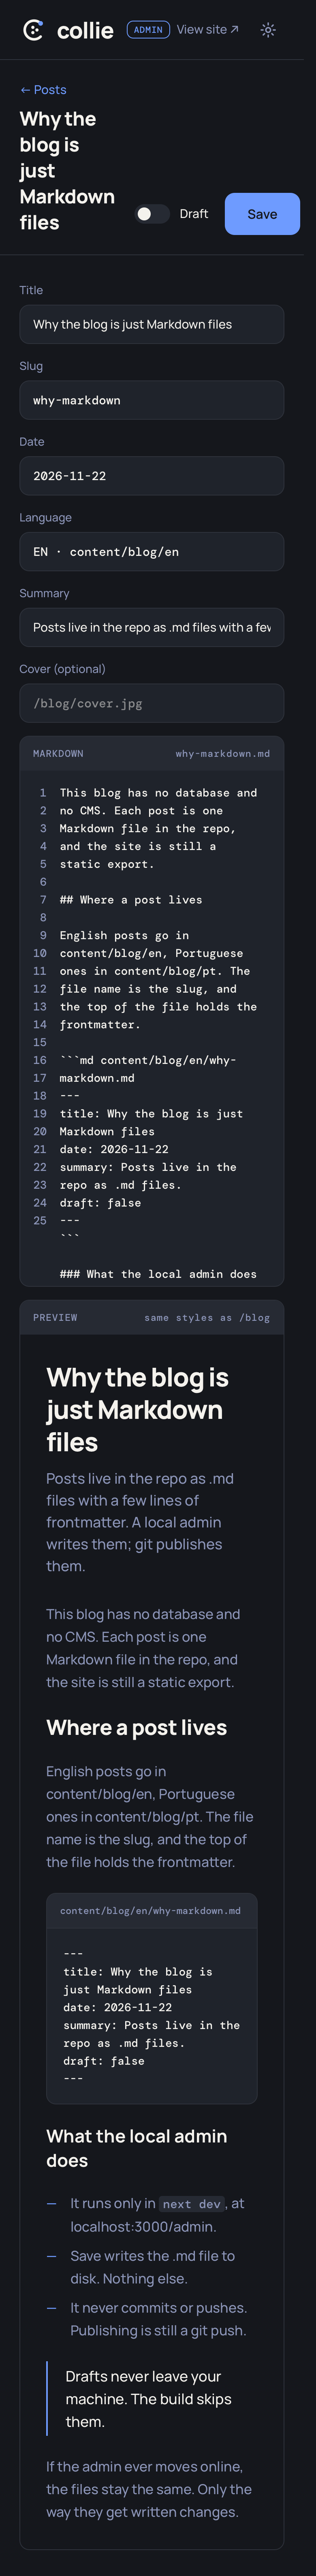 collie
ADMIN
View site ↗
← Posts
Why the
blog is
just
Markdown
files
Draft
Save
Title
Why the blog is just Markdown files
Slug
why-markdown
Date
2026-11-22
Language
EN · content/blog/en
Summary
Posts live in the repo as .md files with a few
Cover (optional)
/blog/cover.jpg
MARKDOWN
why-markdown.md
1 This blog has no database and
2 no CMS. Each post is one
3 Markdown file in the repo,
4 and the site is still a
5 static export.
6
7 ## Where a post lives
8
9 English posts go in
10 content/blog/en, Portuguese
11 ones in content/blog/pt. The
12 file name is the slug, and
13 the top of the file holds the
14 frontmatter.
15
16 ```md content/blog/en/why-
17 markdown.md
18 ---
19 title: Why the blog is just
20 Markdown files
21 date: 2026-11-22
22 summary: Posts live in the
23 repo as .md files.
24 draft: false
25 ---
```
### What the local admin does
PREVIEW
same styles as /blog
Why the blog is
just Markdown
files
Posts live in the repo as .md
files with a few lines of
frontmatter. A local admin
writes them; git publishes
them.
This blog has no database and
no CMS. Each post is one
Markdown file in the repo, and
the site is still a static export.
Where a post lives
English posts go in
content/blog/en, Portuguese
ones in content/blog/pt. The file
name is the slug, and the top of
the file holds the frontmatter.
content/blog/en/why-markdown.md
---
title: Why the blog is
just Markdown files
date: 2026-11-22
summary: Posts live in the
repo as .md files.
draft: false
---
What the local admin
does
— It runs only in next dev, at
localhost:3000/admin.
— Save writes the .md file to
disk. Nothing else.
— It never commits or pushes.
Publishing is still a git push.
Drafts never leave your
machine. The build skips
them.
If the admin ever moves online,
the files stay the same. Only the
way they get written changes.